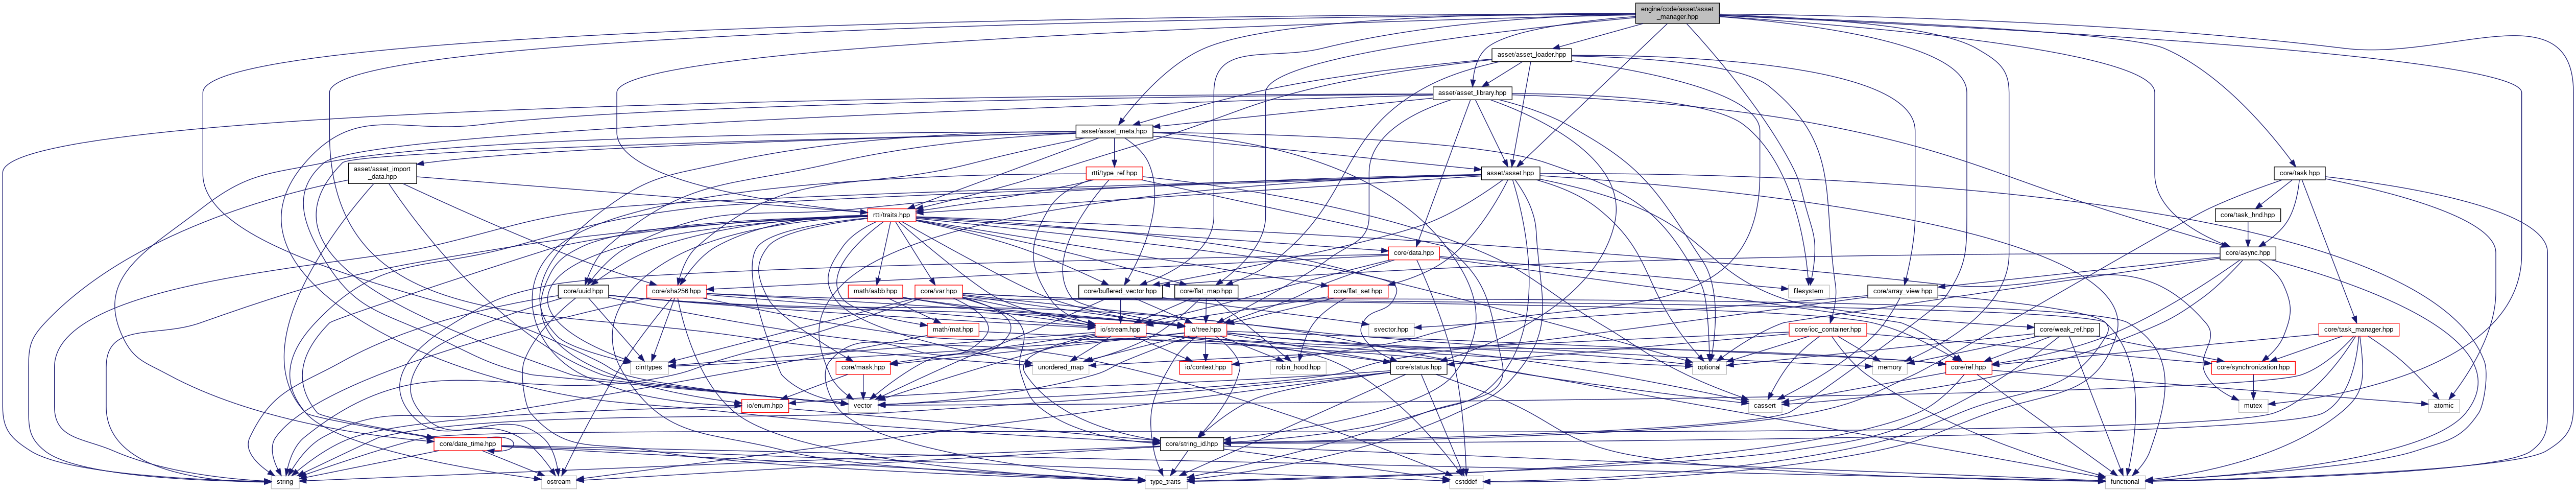 engine/code/asset/asset
_manager.hpp
asset/asset_loader.hpp
asset/asset_library.hpp
asset/asset_meta.hpp
asset/asset_import
_data.hpp
rtti/type_ref.hpp
asset/asset.hpp
core/task.hpp
rtti/traits.hpp
core/task_hnd.hpp
core/data.hpp
core/async.hpp
core/uuid.hpp
core/sha256.hpp
math/aabb.hpp
core/var.hpp
core/buffered_vector.hpp
core/flat_map.hpp
core/flat_set.hpp
filesystem
core/array_view.hpp
math/mat.hpp
io/stream.hpp
io/tree.hpp
svector.hpp
core/ioc_container.hpp
core/weak_ref.hpp
core/task_manager.hpp
cinttypes
core/mask.hpp
unordered_map
io/context.hpp
robin_hood.hpp
core/status.hpp
optional
memory
core/ref.hpp
core/synchronization.hpp
io/enum.hpp
vector
cassert
mutex
atomic
core/date_time.hpp
core/string_id.hpp
string
ostream
type_traits
cstddef
functional